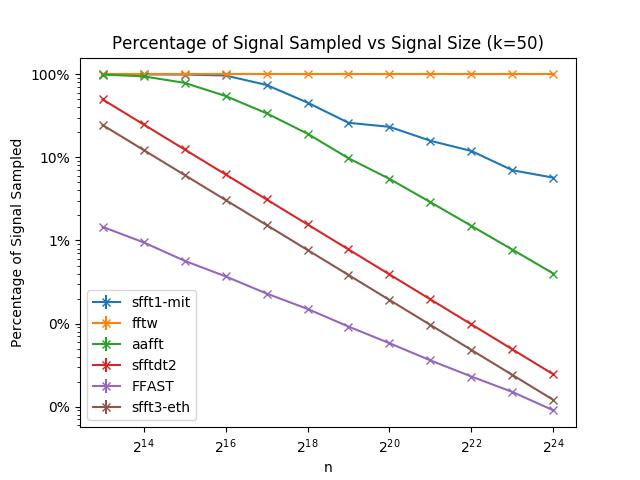 Percentage of Signal Sampled vs Signal Size (k=50)
Percentage of Signal Sampled
100%
10%
1%
0%
0%
sfft1-mit
fftw
aafft
sfftdt2
FFAST
sfft3-eth
2^14 2^16 2^18 2^20 2^22 2^24
n